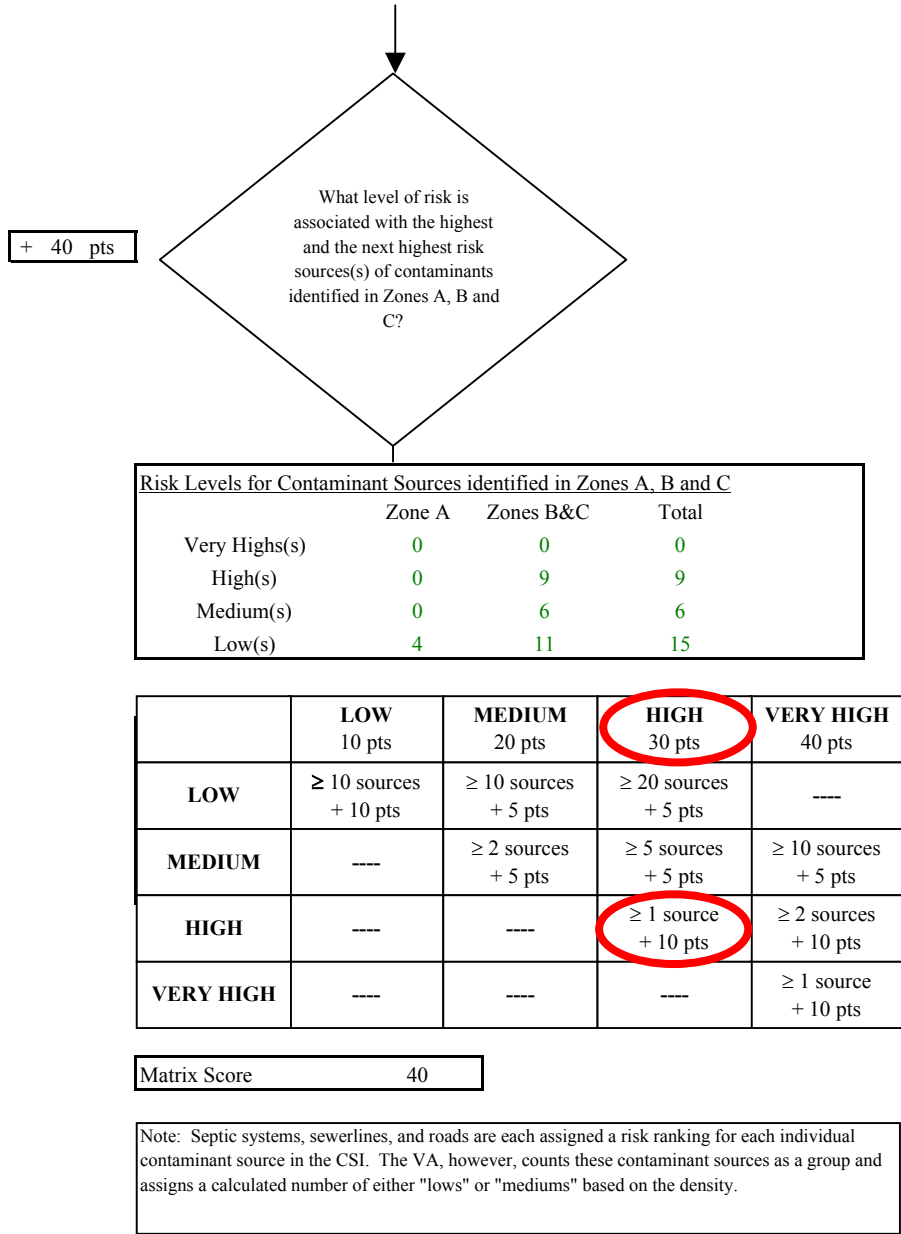 What level of risk is
associated with the highest
and the next highest risk
sources(s) of contaminants
identified in Zones A, B and
C?
+ 40 pts
Risk Levels for Contaminant Sources identified in Zones A, B and C
Zone A Zones B&C Total
Very Highs(s) 0 0 0
High(s) 0 9 9
Medium(s) 0 6 6
Low(s) 4 11 15
LOW MEDIUM HIGH VERY HIGH
10 pts 20 pts 30 pts 40 pts
LOW ≥ 10 sources ≥ 10 sources ≥ 20 sources ----
+ 10 pts + 5 pts + 5 pts
MEDIUM ---- ≥ 2 sources ≥ 5 sources ≥ 10 sources
+ 5 pts + 5 pts + 5 pts
HIGH ---- ---- ≥ 1 source ≥ 2 sources
+ 10 pts + 10 pts
VERY HIGH ---- ---- ---- ≥ 1 source
+ 10 pts
Matrix Score 40
Note: Septic systems, sewerlines, and roads are each assigned a risk ranking for each individual
contaminant source in the CSI. The VA, however, counts these contaminant sources as a group and
assigns a calculated number of either "lows" or "mediums" based on the density.